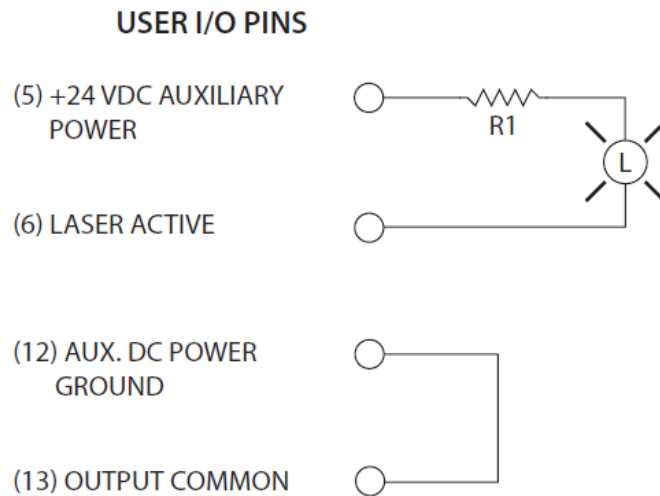 USER I/O PINS
(5) +24 VDC AUXILIARY
POWER
R1
L
(6) LASER ACTIVE
(12) AUX. DC POWER
GROUND
(13) OUTPUT COMMON